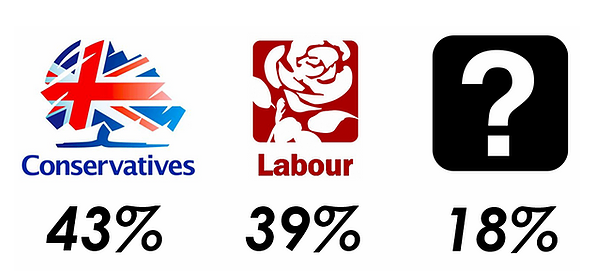 ?
Conservatives
Labour
43%
39%
18%